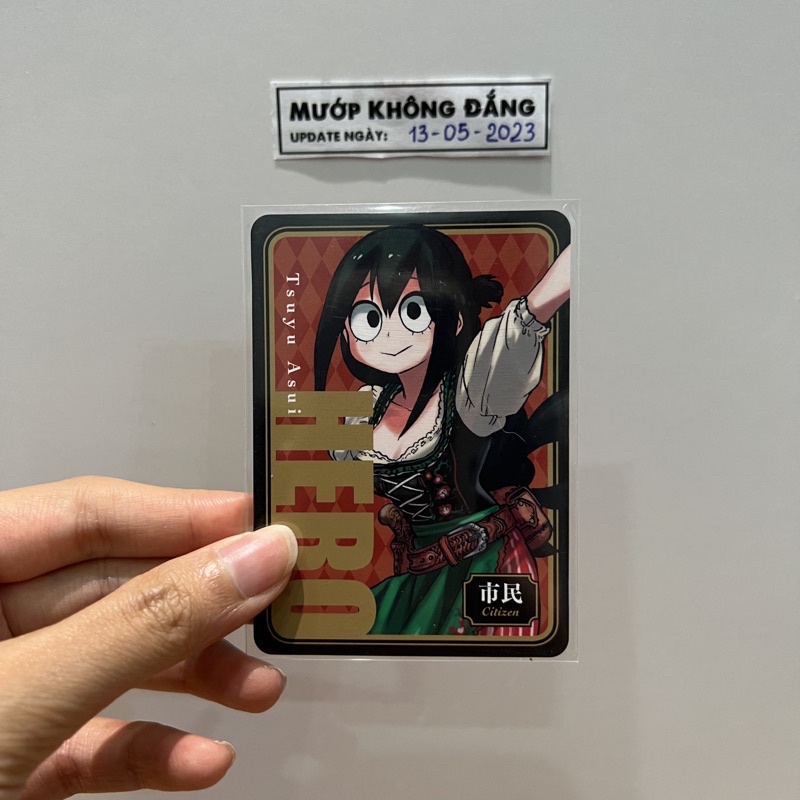 MƯỚP KHÔNG ĐẮNG
UPDATE NGÀY: 13-05-2023
Tsuyu Asui
HERO
市民
Citizen